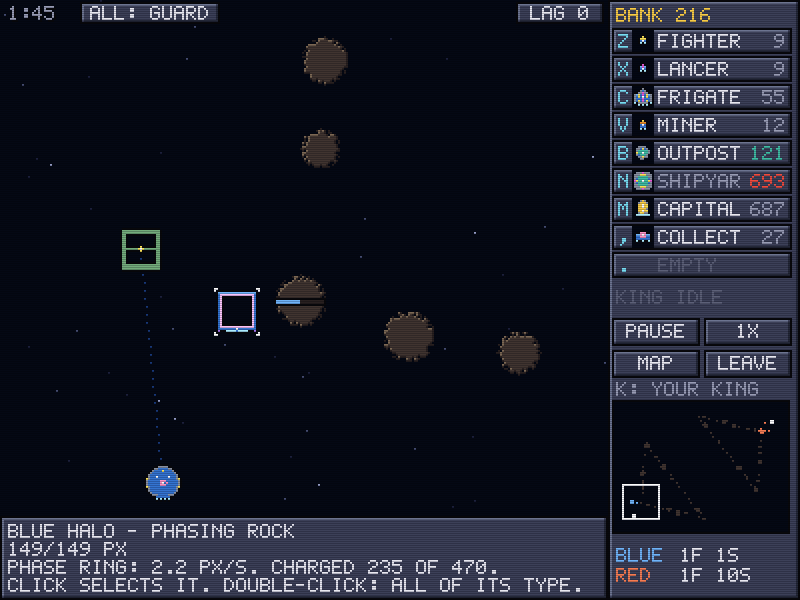 1:45 ALL: GUARD LAG 0
BANK 216
Z FIGHTER 9
X LANCER 9
C FRIGATE 55
V MINER 12
B OUTPOST 121
N SHIPYAR 693
M CAPITAL 687
, COLLECT 27
. EMPTY
KING IDLE
PAUSE 1X
MAP LEAVE
K: YOUR KING
BLUE 1F 1S
RED 1F 10S
BLUE HALO - PHASING ROCK
149/149 PX
PHASE RING: 2.2 PX/S. CHARGED 235 OF 470.
CLICK SELECTS IT. DOUBLE-CLICK: ALL OF ITS TYPE.